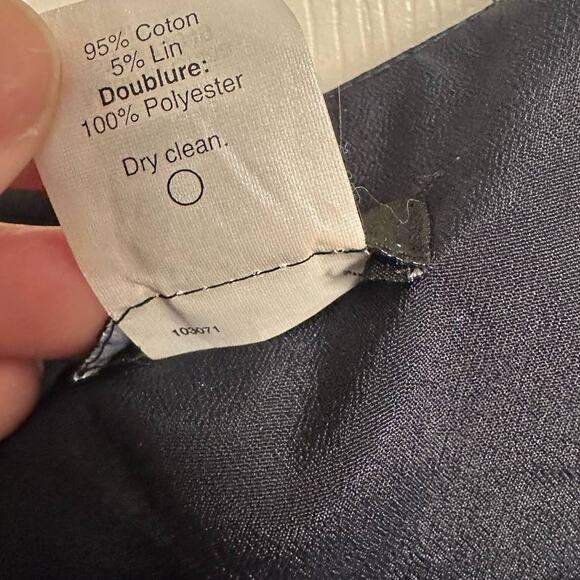 95% Coton
5% Lin
Doublure:
100% Polyester
Dry clean.
103071